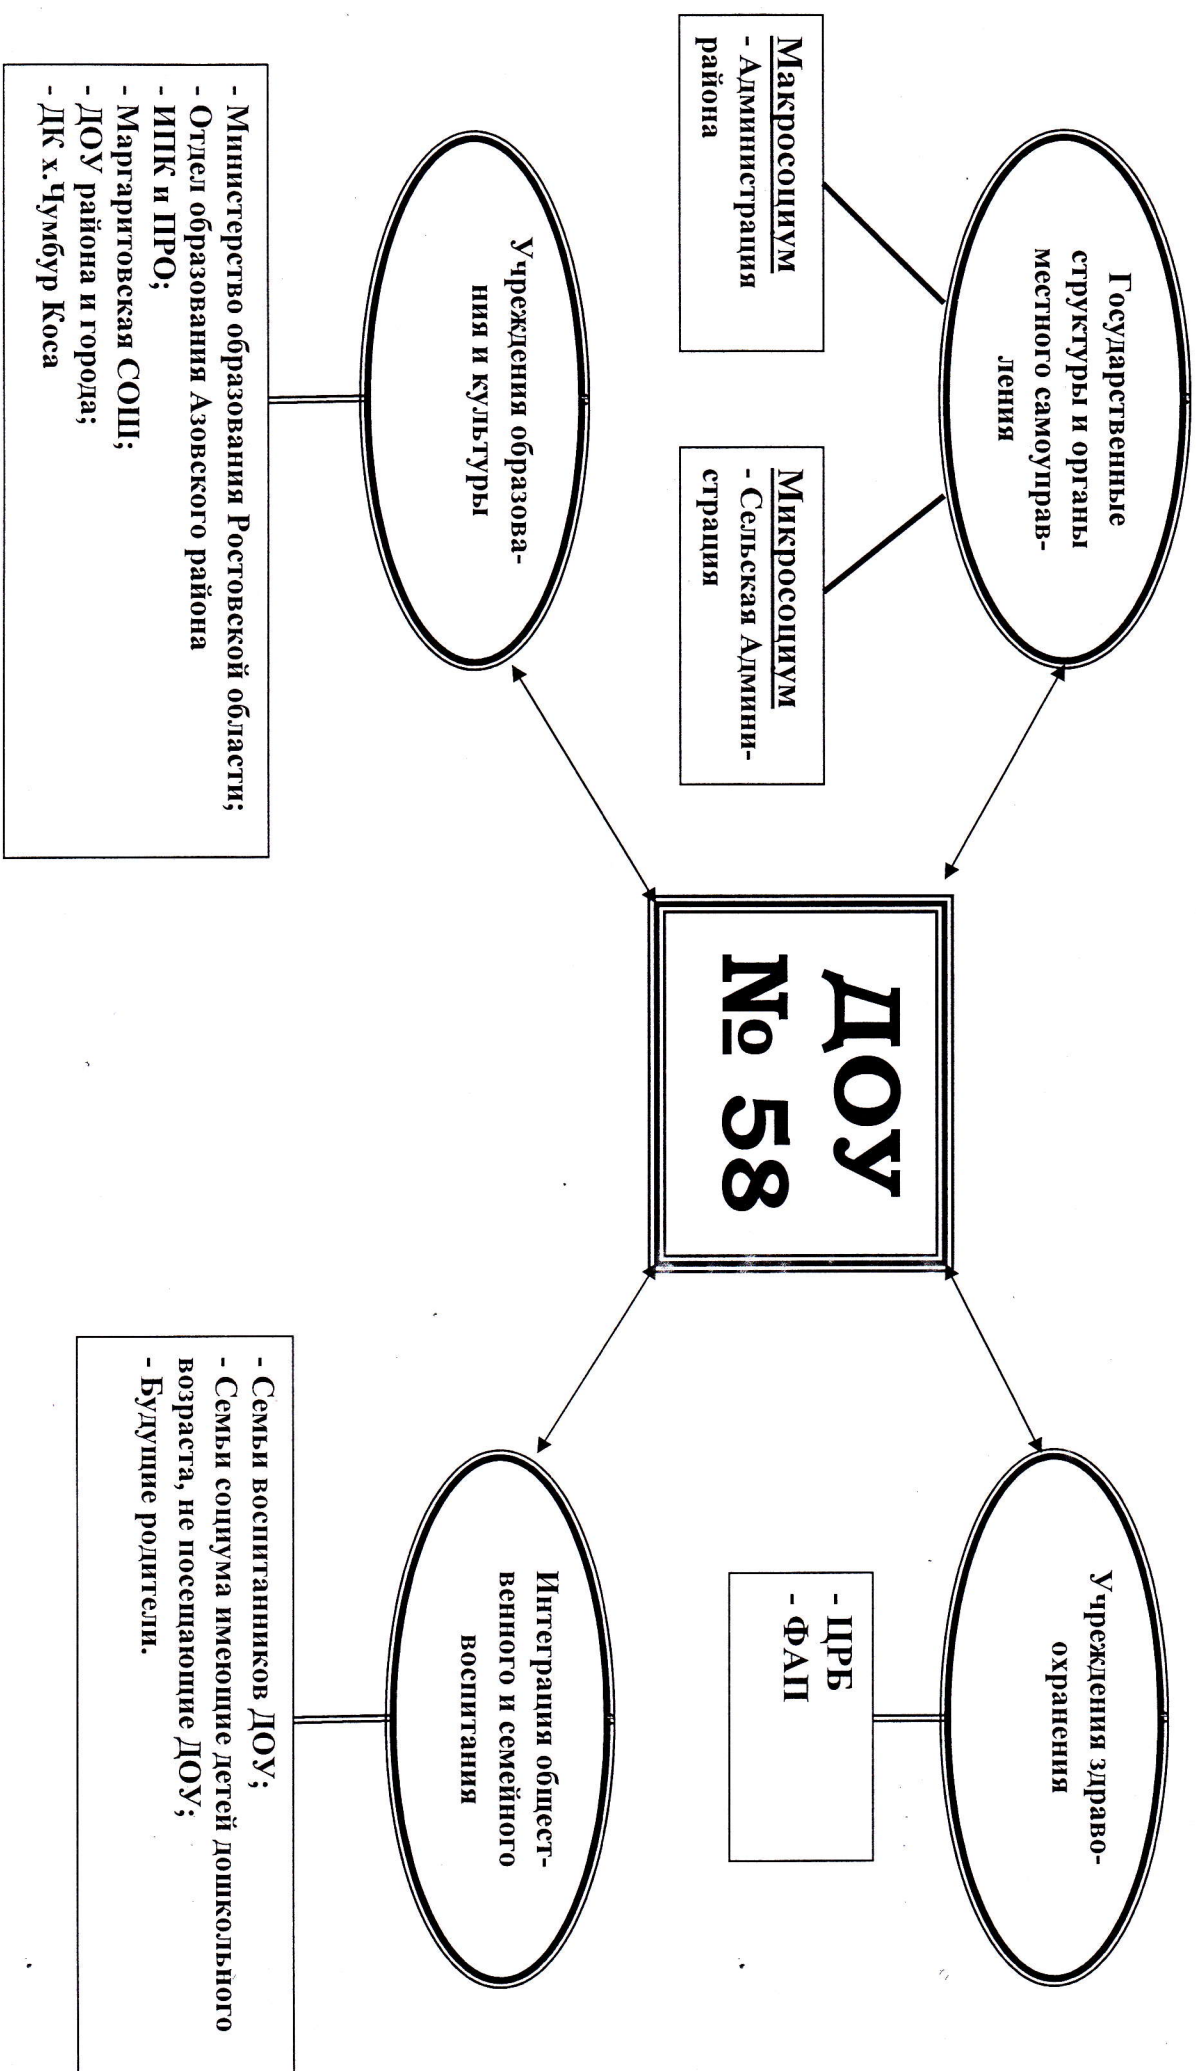 Государственные
структуры и органы
местного самоуправ-
ления
Макросоциум
- Администрация
района
Микросоциум
- Сельская Админи-
страция
ДОУ
№ 58
Учреждения здраво-
охранения
- ЦРБ
- ФАП
Учреждения образова-
ния и культуры
- Министерство образования Ростовской области;
- Отдел образования Азовского района
- ИПК и ПРО;
- Маргаритовская СОШ;
- ДОУ района и города;
- ДК х.Чумбур Коса
Интеграция общест-
венного и семейного
воспитания
- Семьи воспитанников ДОУ;
- Семьи социума имеющие детей дошкольного
возраста, не посещающие ДОУ;
- Будущие родители.